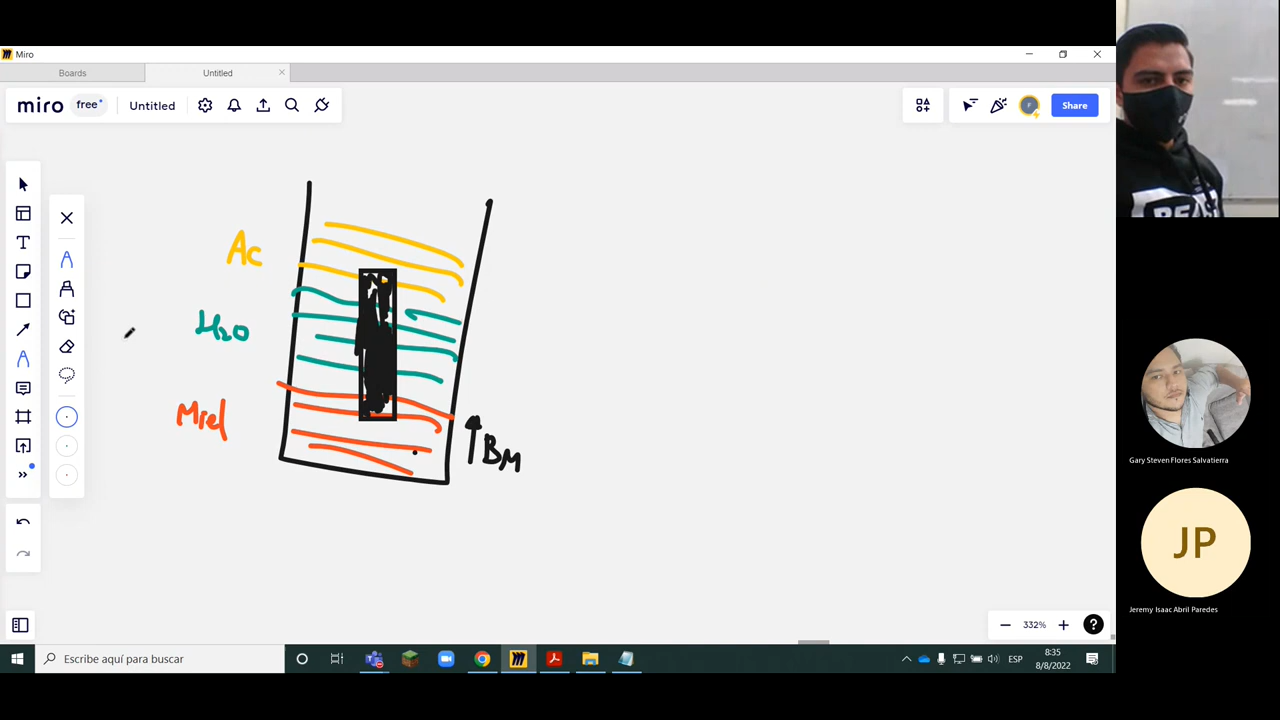 Miro
Boards
Untitled
miro free
Untitled
Share
Ac
H2O
Miel
BM
332%
Gary Steven Flores Salvatierra
JP
Jeremy Isaac Abril Paredes
Escribe aquí para buscar
ESP
8:35
8/8/2022